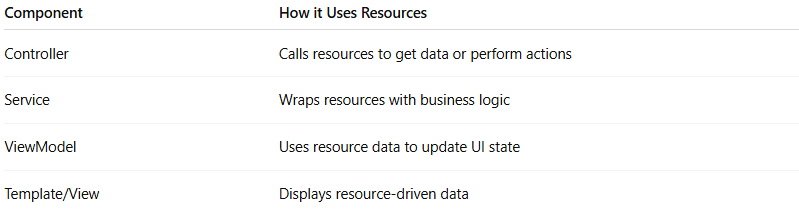 Component How it Uses Resources
Controller Calls resources to get data or perform actions
Service Wraps resources with business logic
ViewModel Uses resource data to update UI state
Template/View Displays resource-driven data